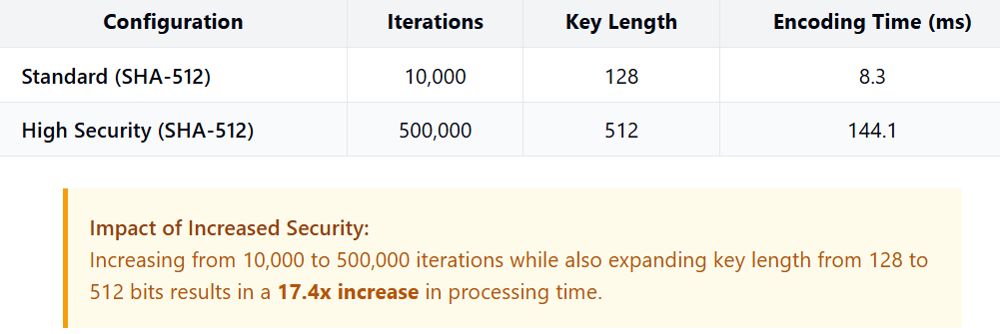 Configuration Iterations Key Length Encoding Time (ms)
Standard (SHA-512) 10,000 128 8.3
High Security (SHA-512) 500,000 512 144.1
Impact of Increased Security:
Increasing from 10,000 to 500,000 iterations while also expanding key length from 128 to
512 bits results in a 17.4x increase in processing time.